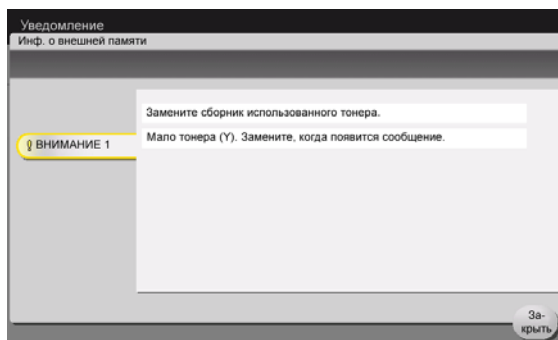 Уведомление
Инф. о внешней памяти
Замените сборник использованного тонера.
Мало тонера (Y). Замените, когда появится сообщение.
ВНИМАНИЕ 1
За-
крыть